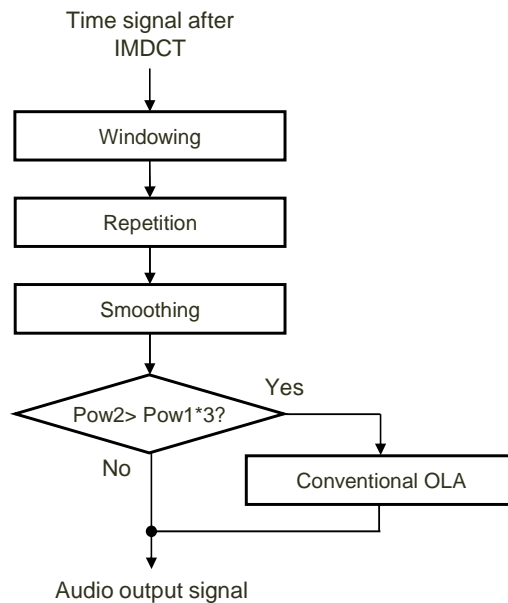 Time signal after
IMDCT
Windowing
Repetition
Smoothing
Pow2> Pow1*3?
Yes
No
Conventional OLA
Audio output signal